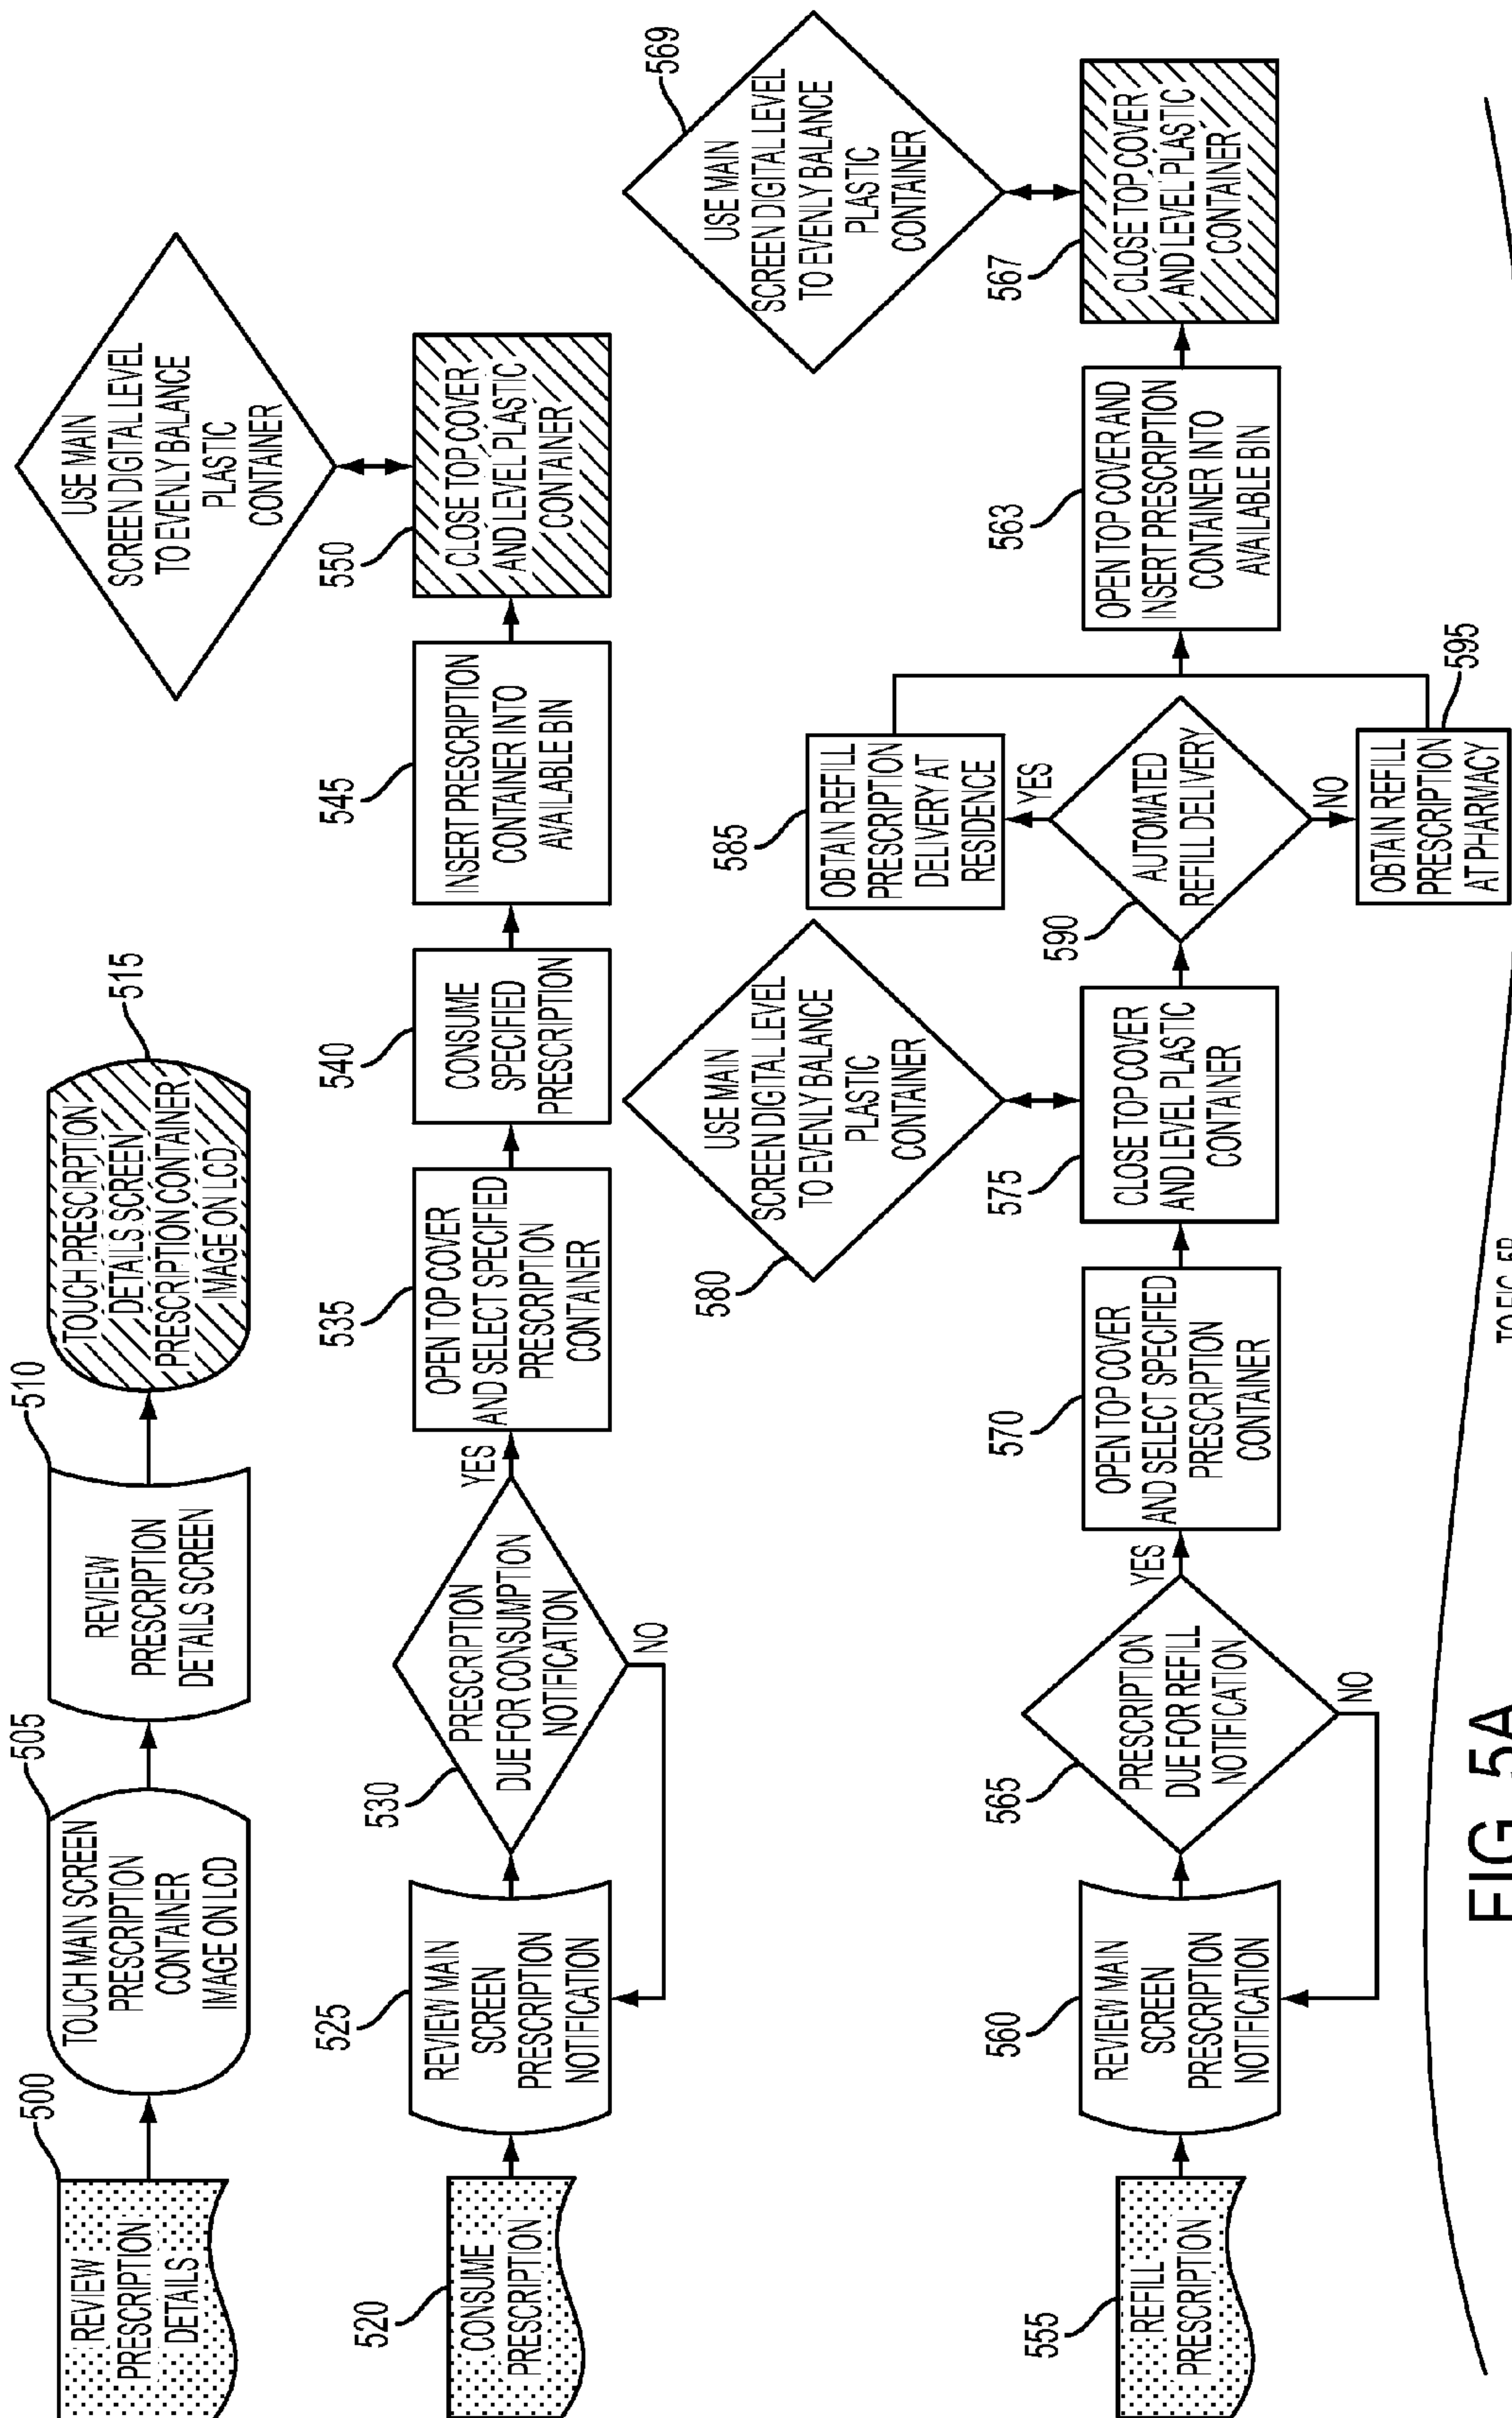 500
REVIEW
PRESCRIPTION
DETAILS
505
TOUCH MAIN SCREEN
PRESCRIPTION
CONTAINER
IMAGE ON LCD
510
REVIEW
PRESCRIPTION
DETAILS SCREEN
515
TOUCH PRESCIRPTION
DETAILS SCREEN
PRESCRIPTION CONTAINER
IMAGE ON LCD
520
CONSUME
PRESCRIPTION
525
REVIEW MAIN
SCREEN
PRESCRIPTION
NOTIFICATION
530
PRESCRIPTION
DUE FOR CONSUMPTION
NOTIFICATION
YES
NO
535
OPEN TOP COVER
AND SELECT SPECIFIED
PRESCRIPTION
CONTAINER
540
CONSUME
SPECIFIED
PRESCRIPTION
545
INSERT PRESCRIPTION
CONTAINER INTO
AVAILABLE BIN
550
CLOSE TOP COVER
AND LEVEL PLASTIC
CONTAINER
USE MAIN
SCREEN DIGITAL LEVEL
TO EVENLY BALANCE
PLASTIC
CONTAINER
555
REFILL
PRESCRIPTION
560
REVIEW MAIN
SCREEN
PRESCRIPTION
NOTIFICATION
565
PRESCRIPTION
DUE FOR REFILL
NOTIFICATION
YES
NO
570
OPEN TOP COVER
AND SELECT SPECIFIED
PRESCRIPTION
CONTAINER
575
CLOSE TOP COVER
AND LEVEL PLASTIC
CONTAINER
580
USE MAIN
SCREEN DIGITAL LEVEL
TO EVENLY BALANCE
PLASTIC
CONTAINER
590
AUTOMATED
REFILL DELIVERY
YES
NO
585
OBTAIN REFILL
PRESCRIPTION
DELIVERY AT
RESIDENCE
595
OBTAIN REFILL
PRESCRIPTION
AT PHARMACY
563
OPEN TOP COVER AND
INSERT PRESCRIPTION
CONTAINER INTO
AVAILABLE BIN
567
CLOSE TOP COVER
AND LEVEL PLASTIC
CONTAINER
569
USE MAIN
SCREEN DIGITAL LEVEL
TO EVENLY BALANCE
PLASTIC
CONTAINER
TO FIG. 5B
FIG. 5A